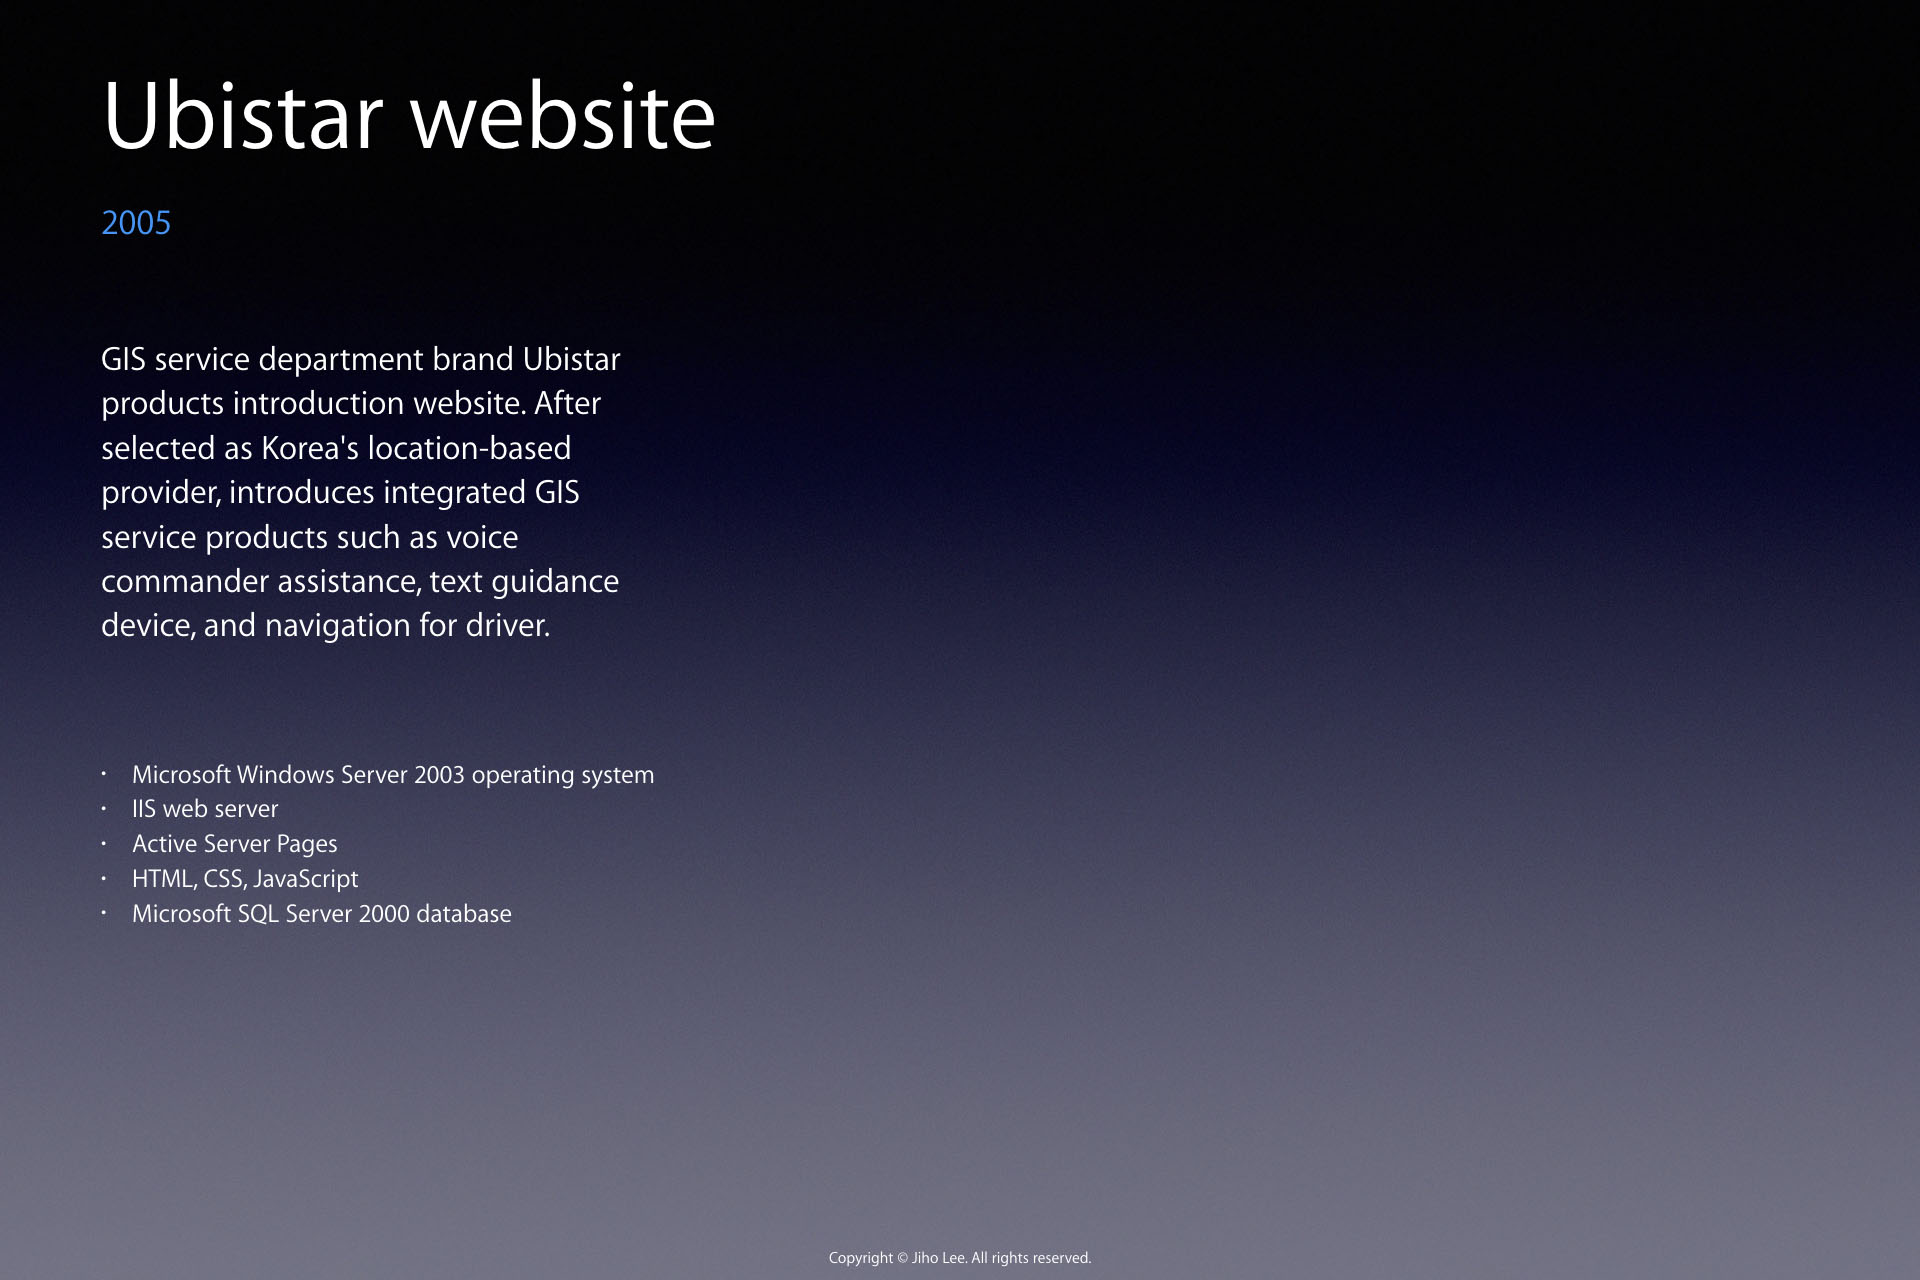 Ubistar website
2005
GIS service department brand Ubistar
products introduction website. After
selected as Korea's location-based
provider, introduces integrated GIS
service products such as voice
commander assistance, text guidance
device, and navigation for driver.
• Microsoft Windows Server 2003 operating system
• IIS web server
• Active Server Pages
• HTML, CSS, JavaScript
• Microsoft SQL Server 2000 database
Copyright © Jiho Lee. All rights reserved.